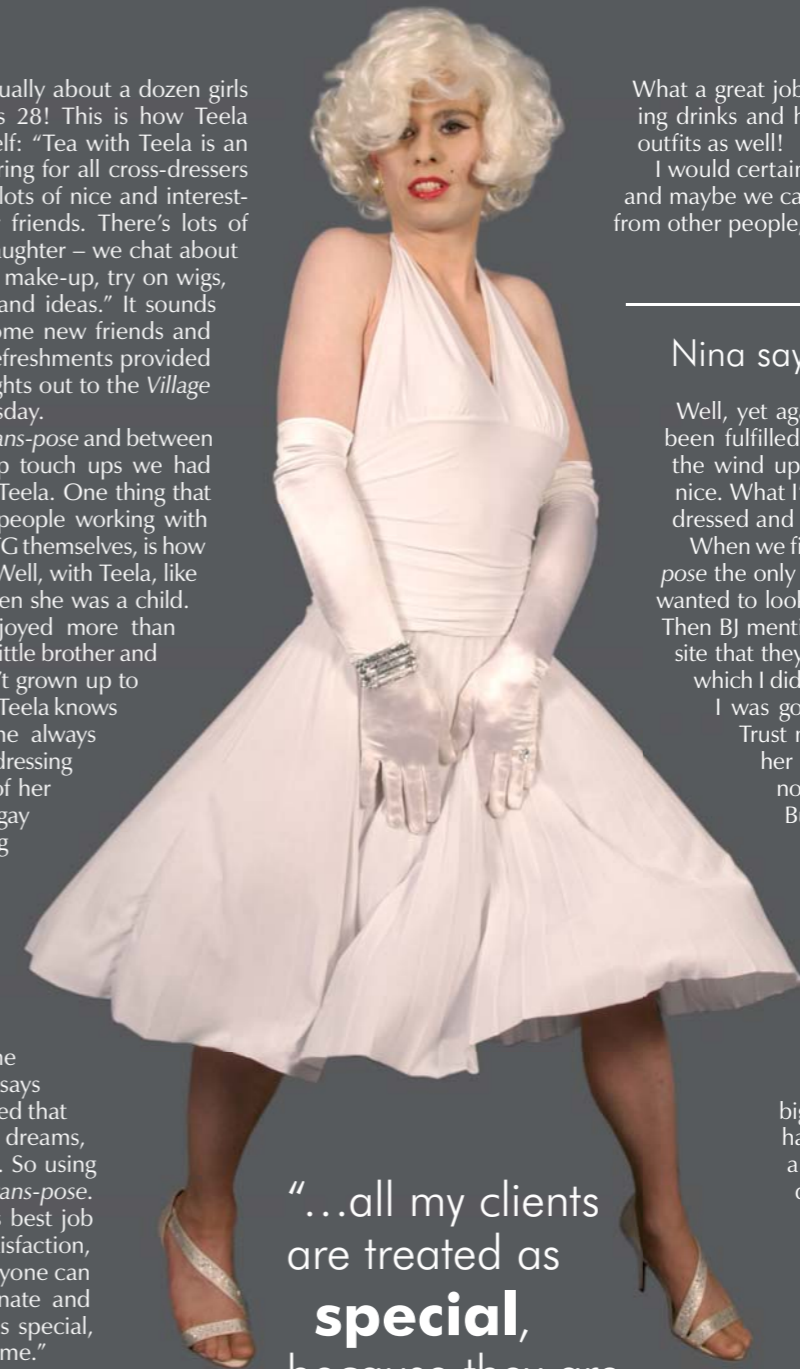 ually about a dozen girls
s 28! This is how Teela
elf: “Tea with Teela is an
ring for all cross-dressers
lots of nice and interest-
friends. There’s lots of
aughter – we chat about
make-up, try on wigs,
and ideas.” It sounds
ome new friends and
efreshments provided
ghts out to the Village
sday.
ans-pose and between
p touch ups we had
Teela. One thing that
people working with
G themselves, is how
Well, with Teela, like
en she was a child.
joyed more than
ittle brother and
’t grown up to
Teela knows
he always
dressing
of her
gay
g
ne
says
ed that
dreams,
. So using
ans-pose.
s best job
isfaction,
yone can
nate and
s special,
me.”
“…all my clients
are treated as
special,
because they are
What a great job
ing drinks and h
outfits as well!
I would certain
and maybe we ca
from other people,
Nina say
Well, yet aga
been fulfilled
the wind up
nice. What I
dressed and
When we fi
pose the only
wanted to look
Then BJ menti
site that they
which I did
I was go
Trust
her
no
B
big
ha
a